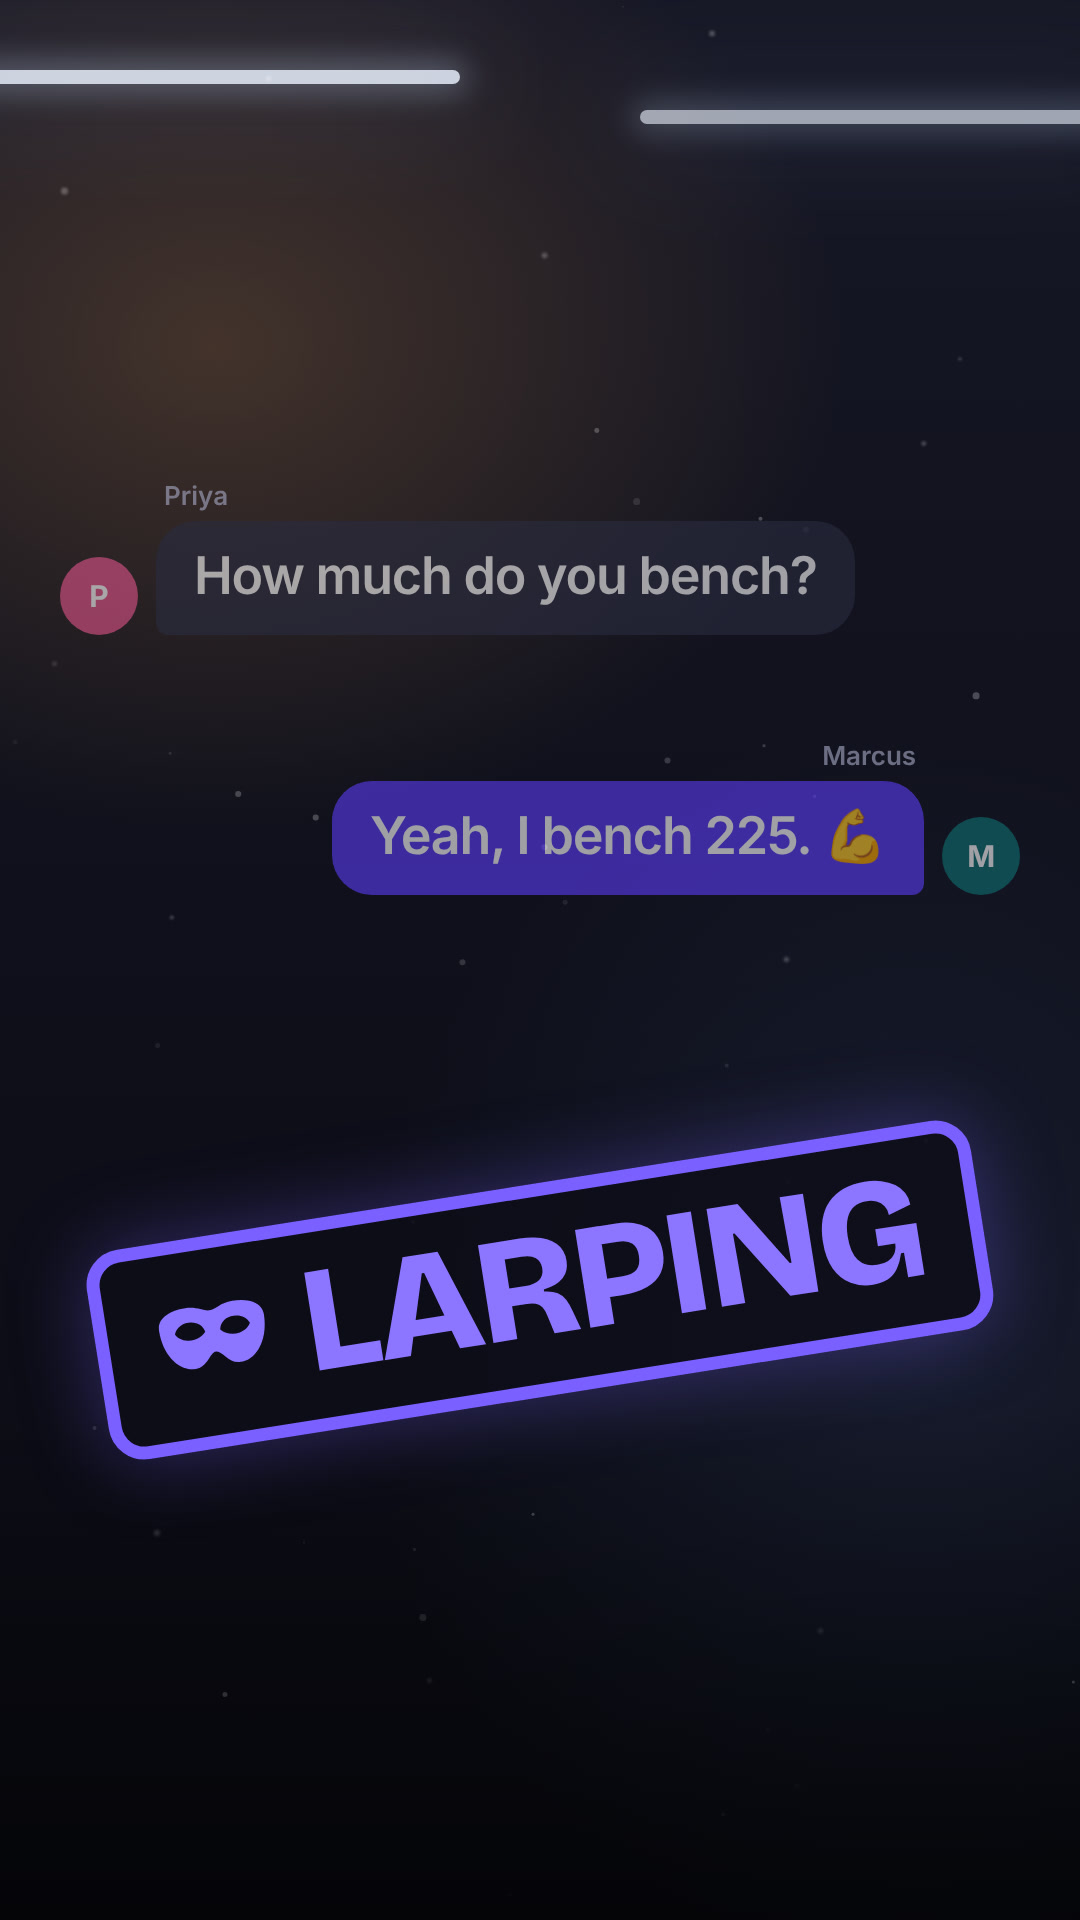 Priya
P
How much do you bench?
Marcus
Yeah, I bench 225. 💪
M
LARPING